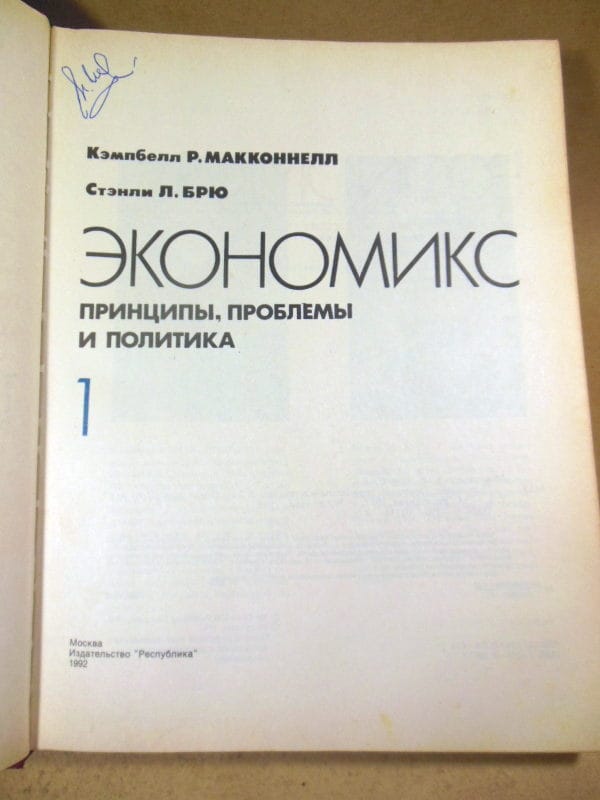 Кэмпбелл Р. МАККОННЕЛЛ
Стэнли Л. БРЮ
ЭКОНОМИКС
ПРИНЦИПЫ, ПРОБЛЕМЫ
И ПОЛИТИКА
1
Москва
Издательство "Республика"
1992